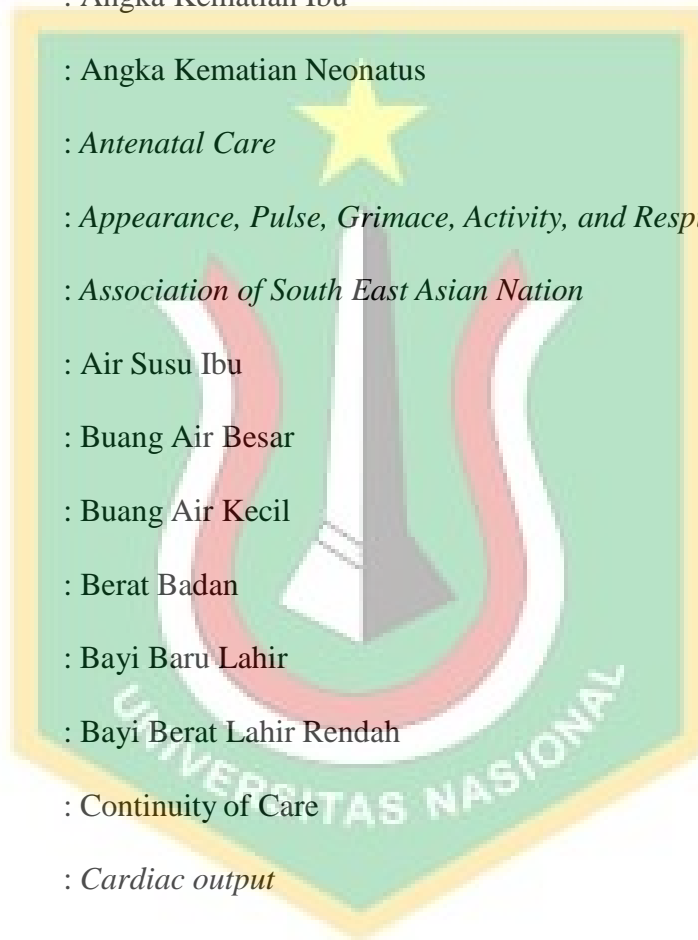 : Angka Kematian Ibu
: Angka Kematian Neonatus
: Antenatal Care
: Appearance, Pulse, Grimace, Activity, and
: Association of South East Asian Nation
: Air Susu Ibu
: Buang Air Besar
: Buang Air Kecil
: Berat Badan
: Bayi Baru Lahir
: Bayi Berat Lahir Rendah
: Continuity of Care
: Cardiac output
UNIVERSITAS NASIONAL